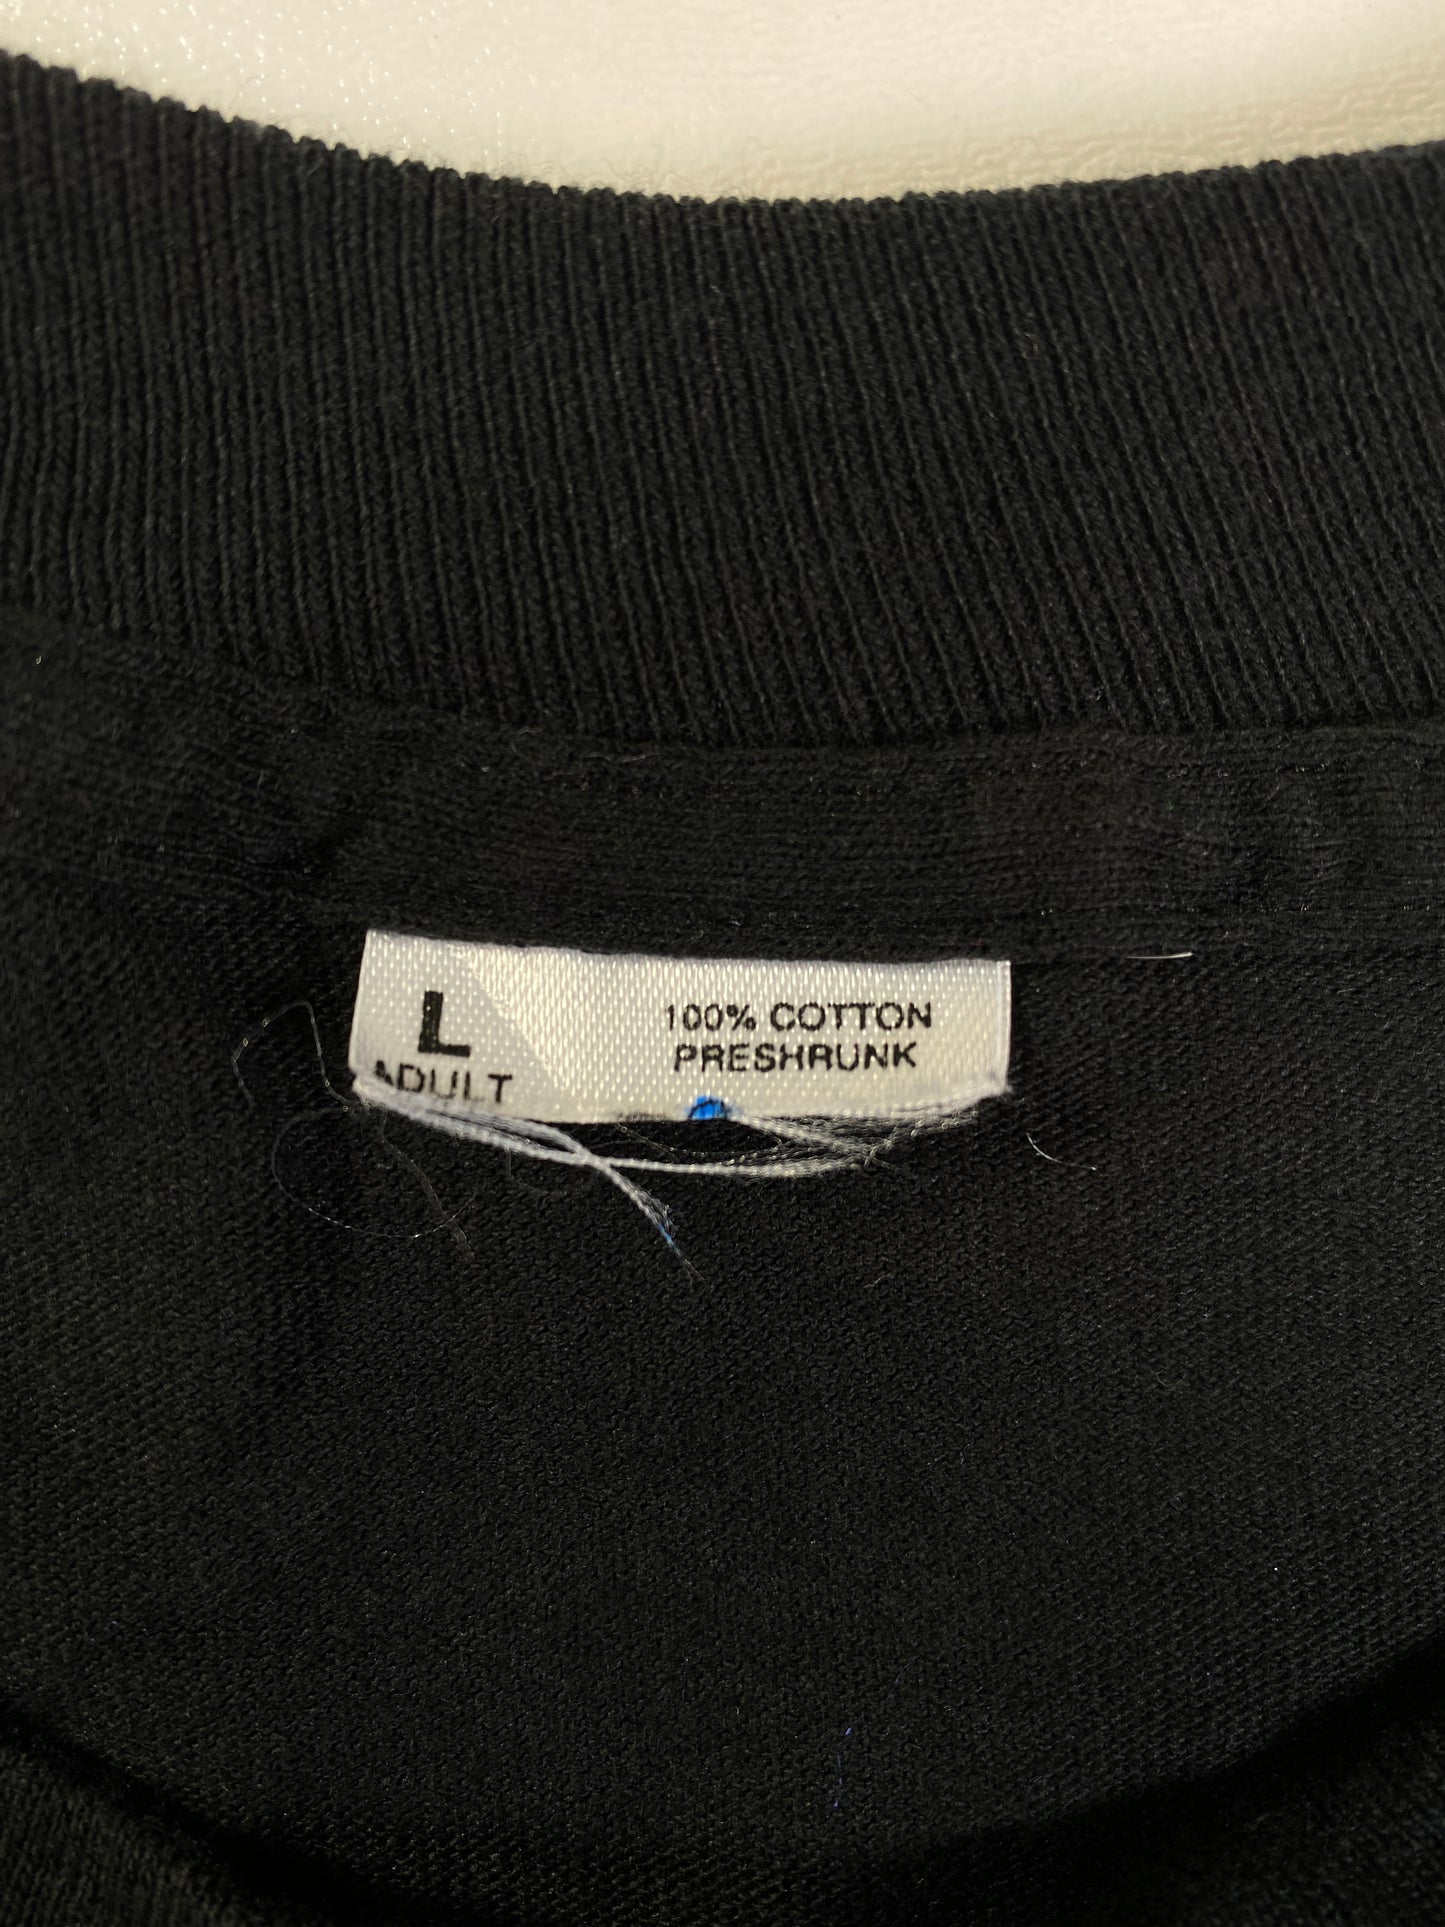 L
ADULT
100% COTTON
PRESHRUNK